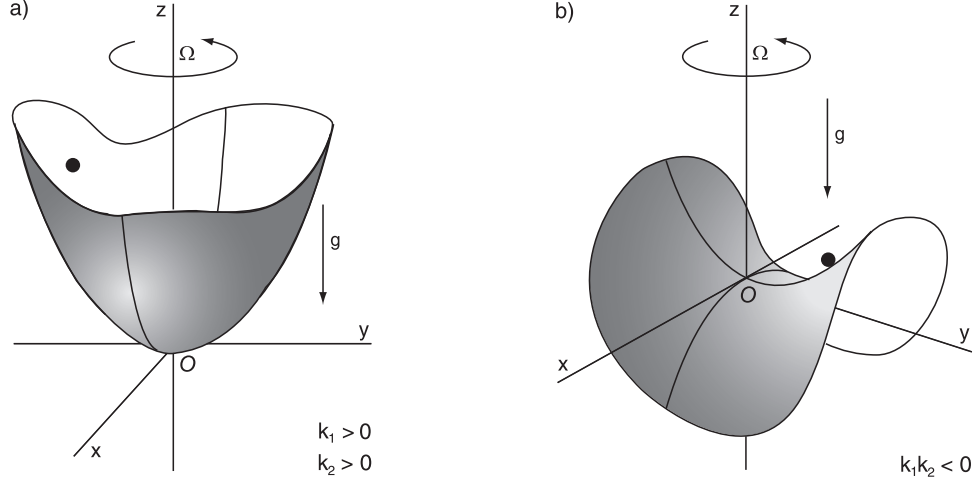 a)
z
Ω
g
y
O
x
k₁ > 0
k₂ > 0
b)
z
Ω
g
O
x
y
k₁k₂ < 0